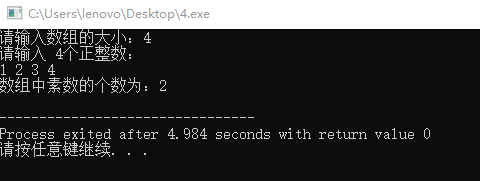 C:\Users\lenovo\Desktop\4.exe
请输入数组的大小：4
请输入 4个正整数：
1 2 3 4
数组中素数的个数为：2
--------------------------------
Process exited after 4.984 seconds with return value 0
请按任意键继续. . .